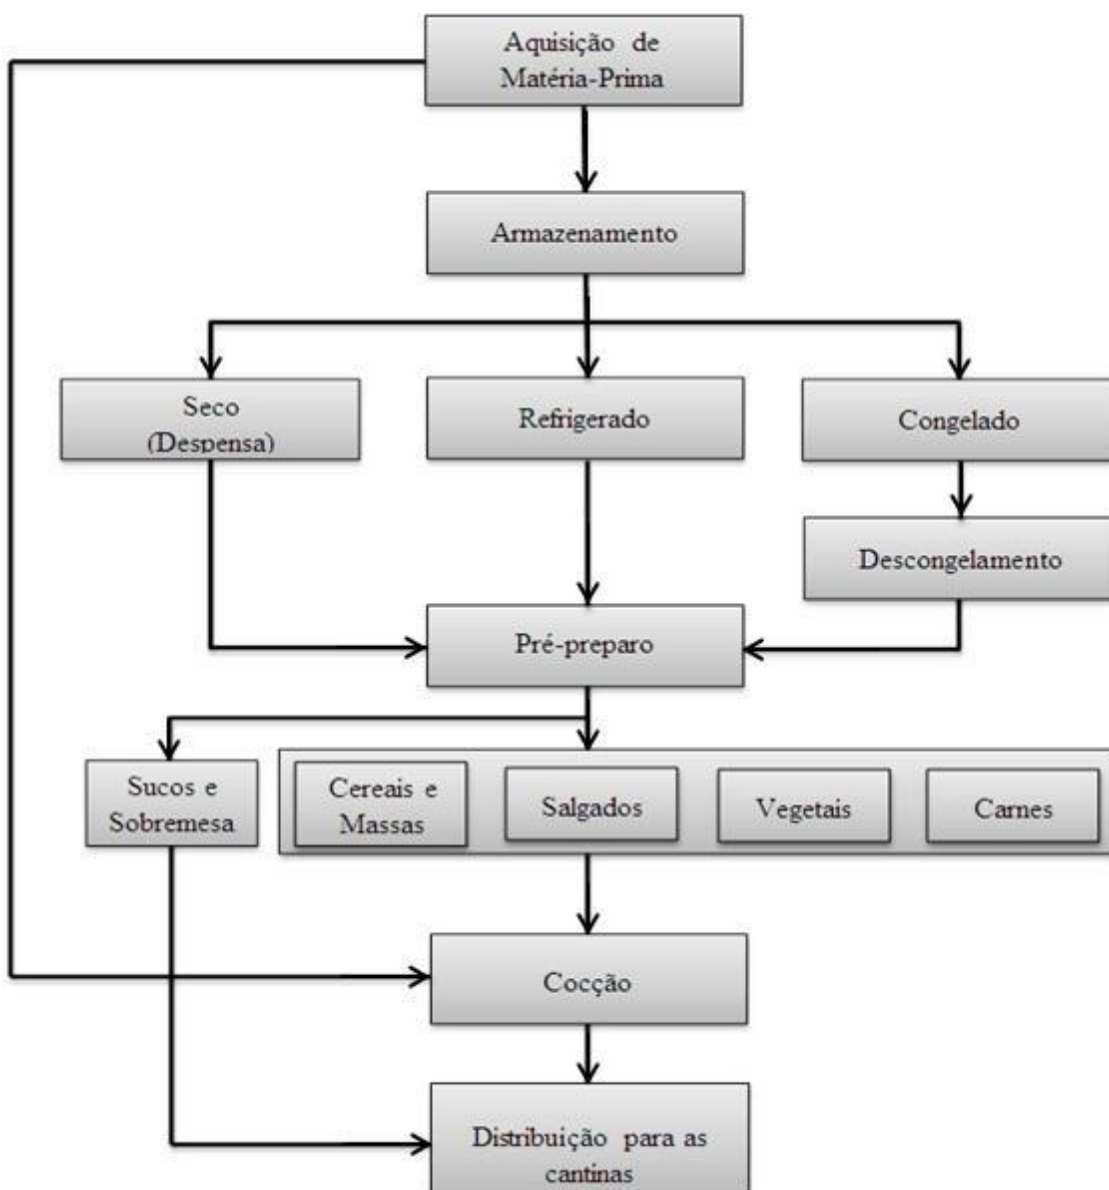 Aquisição de
Matéria-Prima
Armazenamento
Seco
(Despensa)
Refrigerado
Congelado
Descongelamento
Pré-preparo
Sucos e
Sobremesa
Cereais e
Massas
Salgados
Vegetais
Carnes
Cocção
Distribuição para as
cantinas